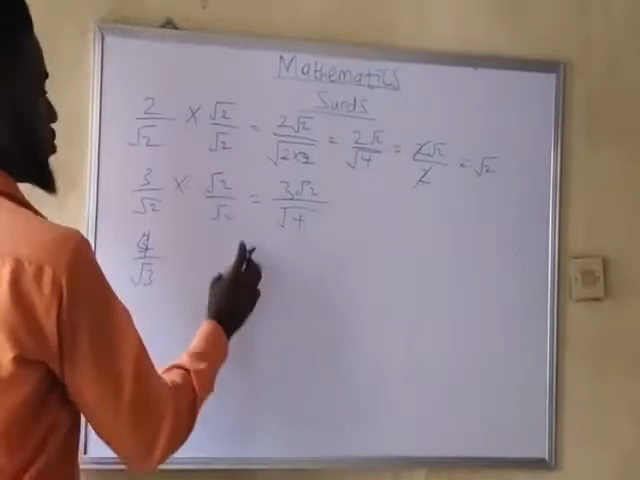 Mathematics
Surds
2/√2 × √2/√2 = 2√2/√(2×2) = 2√2/√4 = 2√2/2 = √2
3/√2 × √2/√2 = 3√2/√4
4/√3